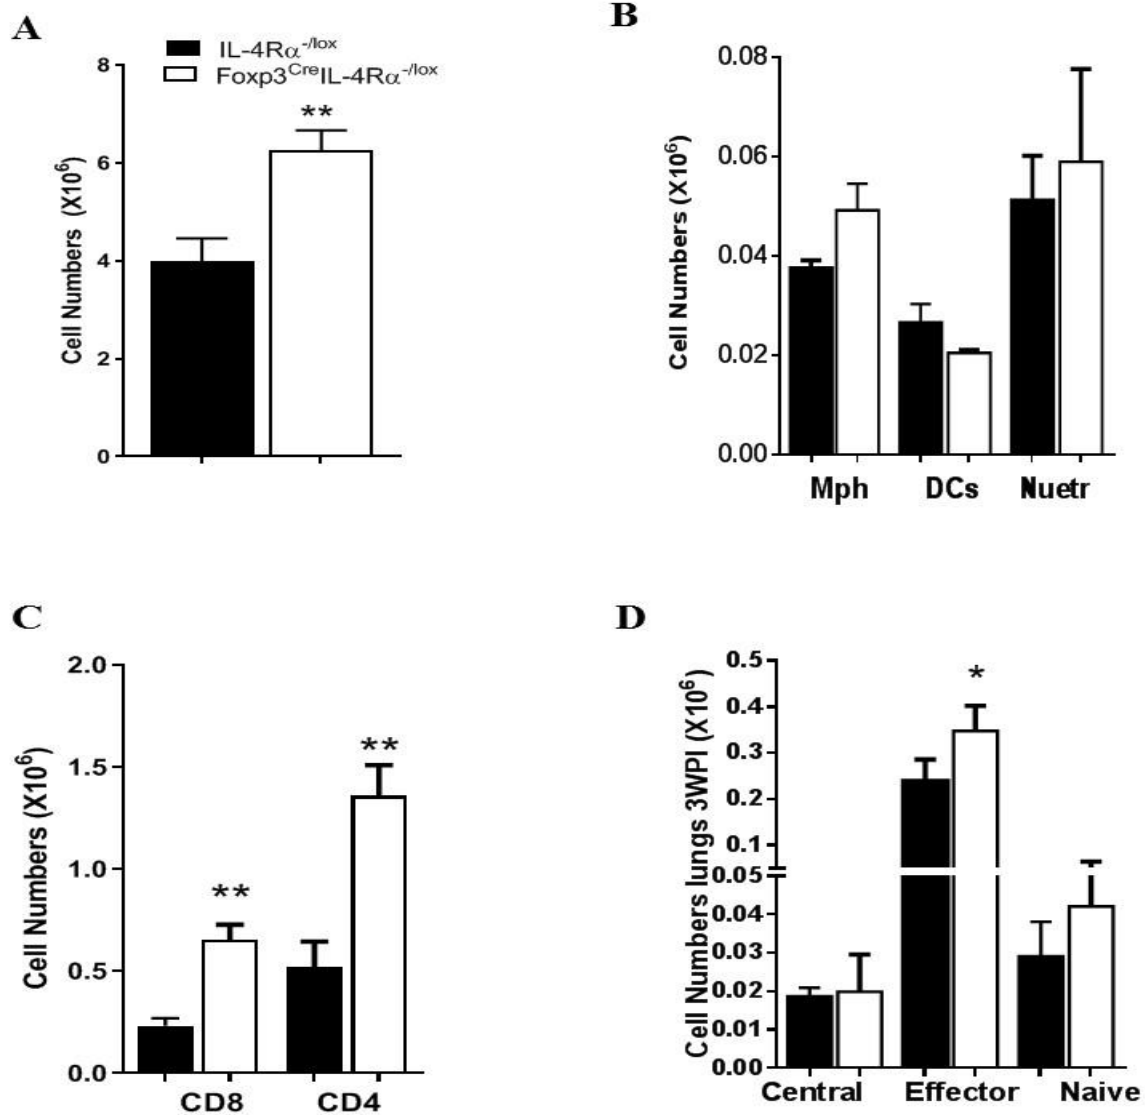 A
IL-4Rα-/lox
Foxp3CreIL-4Rα-/lox
**
8
6
4
2
0
Cell Numbers (X10⁶)
B
0.08
0.06
0.04
0.02
0.00
Cell Numbers (X10⁶)
Mph DCs Nuetr
C
2.0
1.5
1.0
0.5
0.0
Cell Numbers (X10⁶)
**
**
CD8 CD4
D
0.5
0.4
0.3
0.2
0.1
0.05
0.04
0.03
0.02
0.01
0.00
Cell Numbers lungs 3WPI (X10⁶)
*
Central Effector Naive